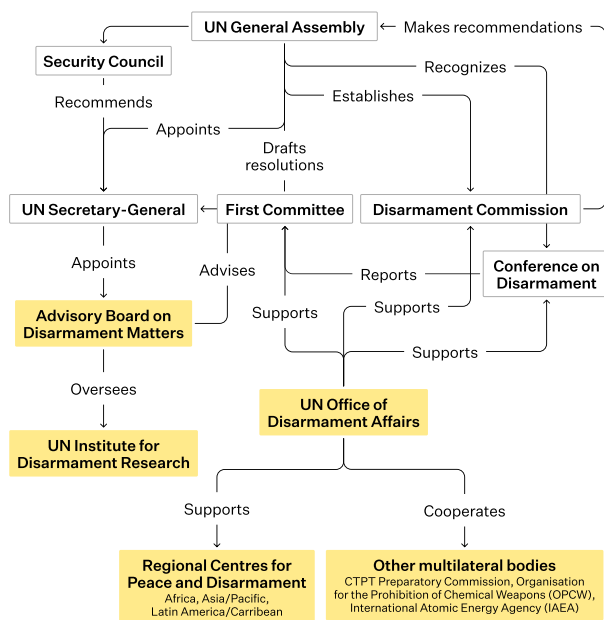 UN General Assembly
Makes recommendations
Security Council
Recognizes
Recommends
Establishes
Appoints
Drafts
resolutions
UN Secretary-General
First Committee
Disarmament Commission
Appoints
Advises
Reports
Conference on
Disarmament
Advisory Board on
Disarmament Matters
Supports
Supports
Supports
Oversees
UN Office of
Disarmament Affairs
UN Institute for
Disarmament Research
Supports
Cooperates
Regional Centres for
Peace and Disarmament
Africa, Asia/Pacific,
Latin America/Carribean
Other multilateral bodies
CTPT Preparatory Commission, Organisation
for the Prohibition of Chemical Weapons (OPCW),
International Atomic Energy Agency (IAEA)